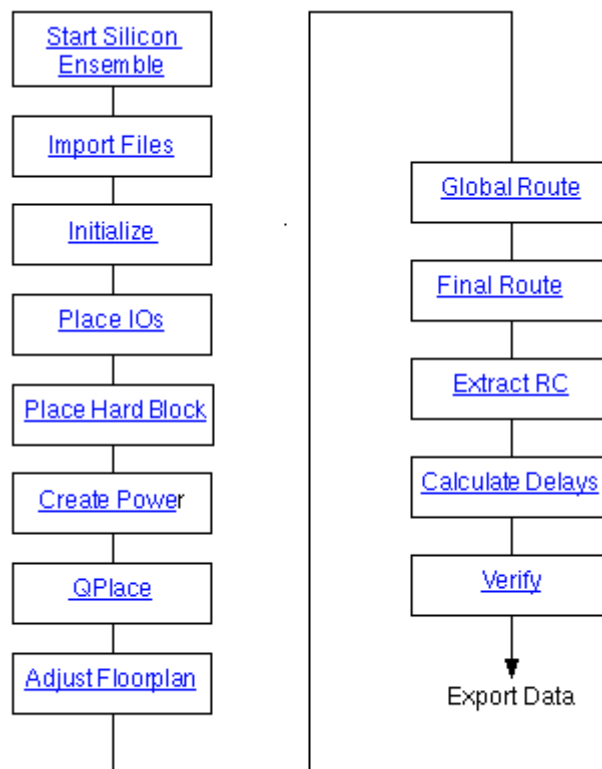 Start Silicon
Ensemble
Import Files
Initialize
Place IOs
Place Hard Block
Create Power
QPlace
Adjust Floorplan
Global Route
Final Route
Extract RC
Calculate Delays
Verify
Export Data